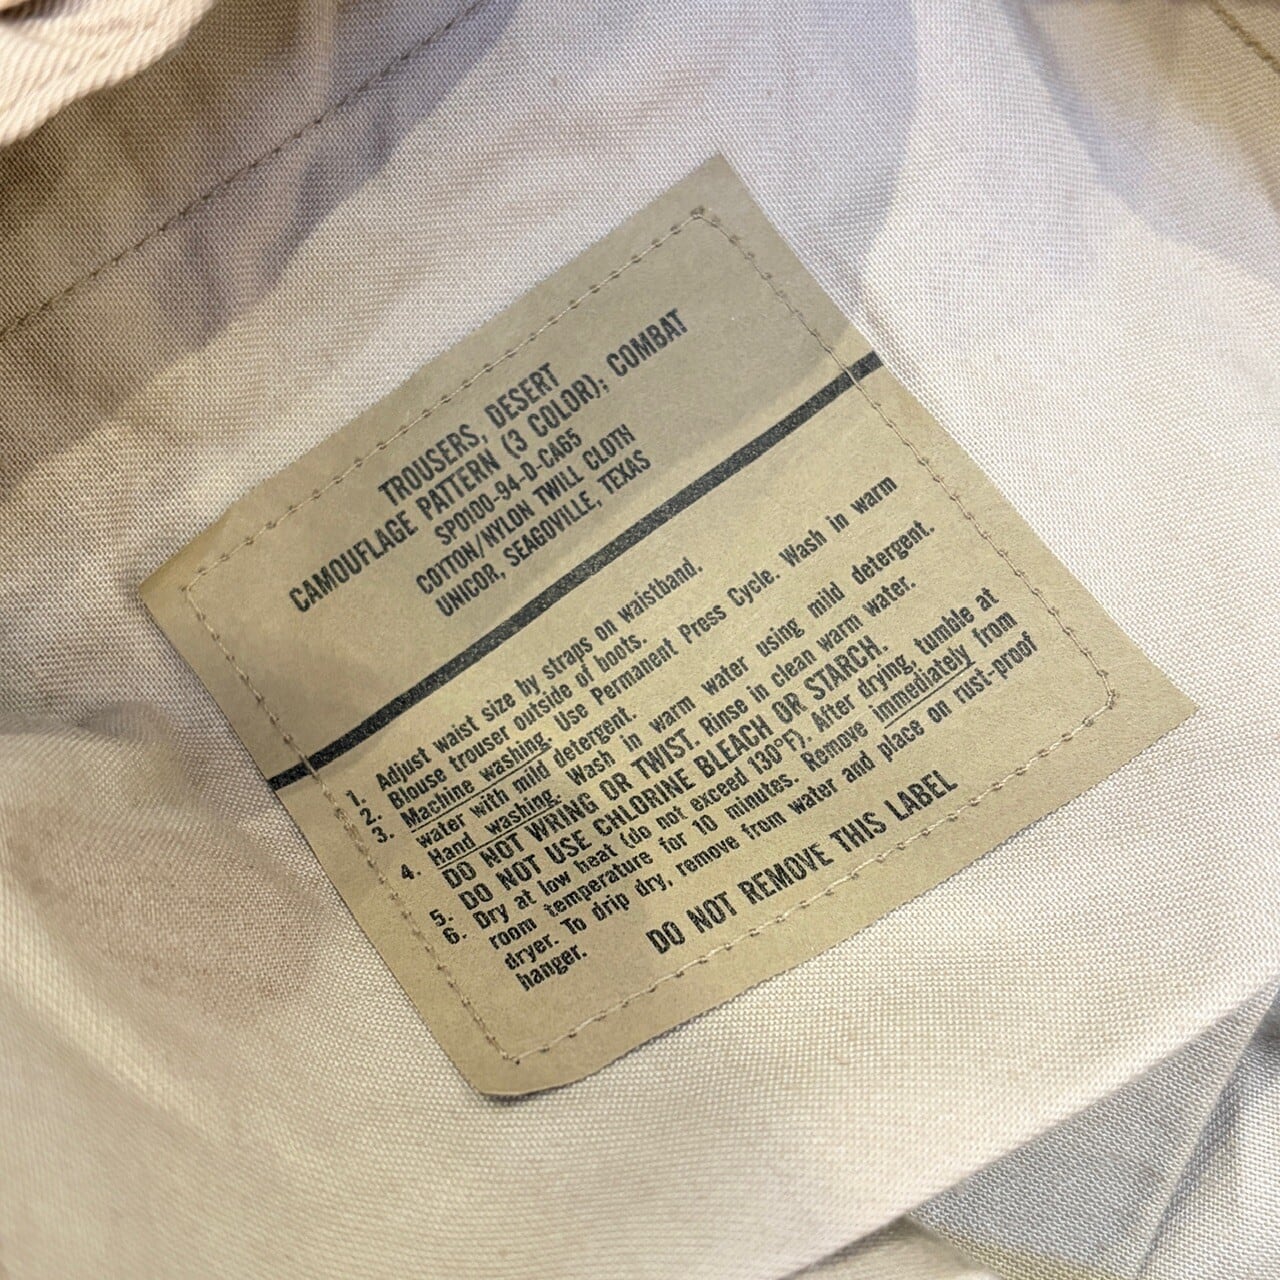 TROUSERS, DESERT
CAMOUFLAGE PATTERN (3 COLOR); COMBAT
SPO100-94-D-CA65
COTTON/NYLON TWILL CLOTH
UNICOR, SEAGOVILLE, TEXAS
1. Adjust waist size by straps on waistband.
2. Blouse trouser outside of boots.
3. Machine washing. Use Permanent Press Cycle. Wash in warm
water with mild detergent.
4. Hand washing. Wash in warm water using mild detergent.
DO NOT WRING OR TWIST. Rinse in clean warm water.
5. DO NOT USE CHLORINE BLEACH OR STARCH.
6. Dry at low heat (do not exceed 130°F). After drying, tumble at
room temperature for 10 minutes. Remove immediately from
dryer. To drip dry, remove from water and place on rust-proof
hanger.
DO NOT REMOVE THIS LABEL